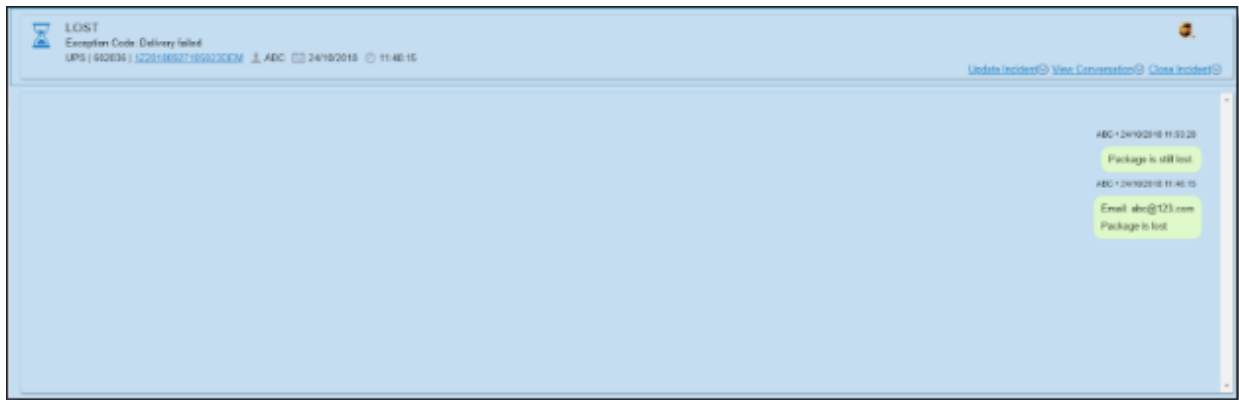 LOST
Exception Code: Delivery failed
UPS | 602036 | ABC 24/10/2018 11:46:15
Update Incident View Conversation Close Incident
ABC • 24/10/2018 11:53:28
Package is still lost
ABC • 24/10/2018 11:46:15
Email: abc@123.com
Package is lost